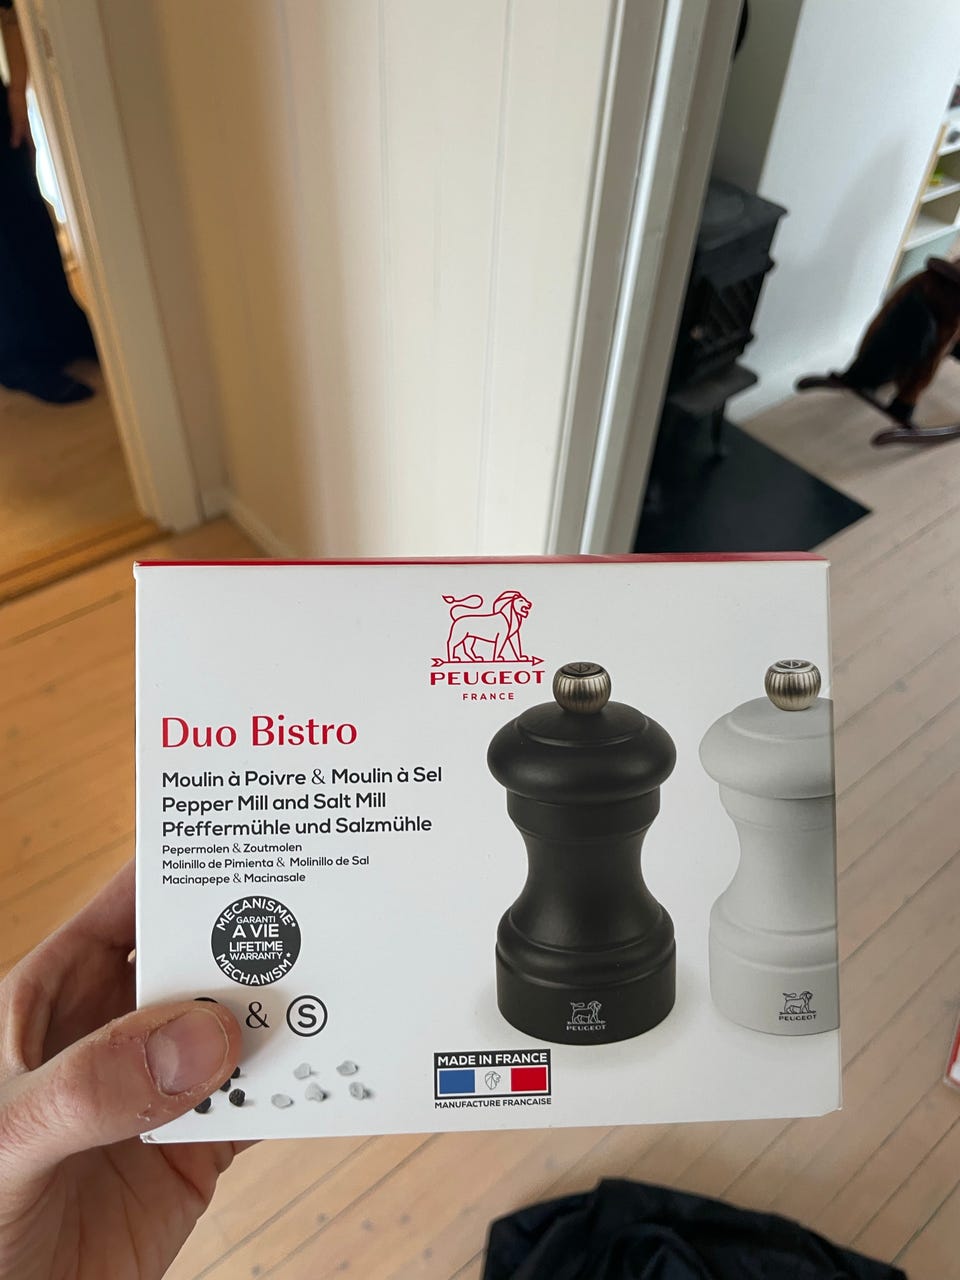 PEUGEOT
FRANCE
Duo Bistro
Moulin à Poivre & Moulin à Sel
Pepper Mill and Salt Mill
Pfeffermühle und Salzmühle
Pepermolen & Zoutmolen
Molinillo de Pimienta & Molinillo de Sal
Macinapepe & Macinasale
MECANISME*
GARANTI
A VIE
LIFETIME
WARRANTY
MECHANISM*
& S
PEUGEOT
PEUGEOT
MADE IN FRANCE
MANUFACTURE FRANCAISE